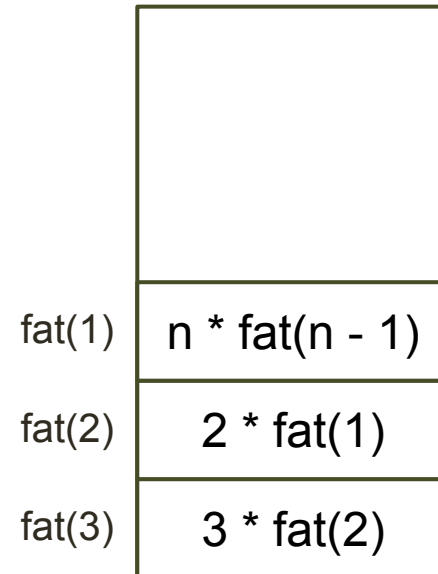 fat(1) n * fat(n - 1)
fat(2) 2 * fat(1)
fat(3) 3 * fat(2)